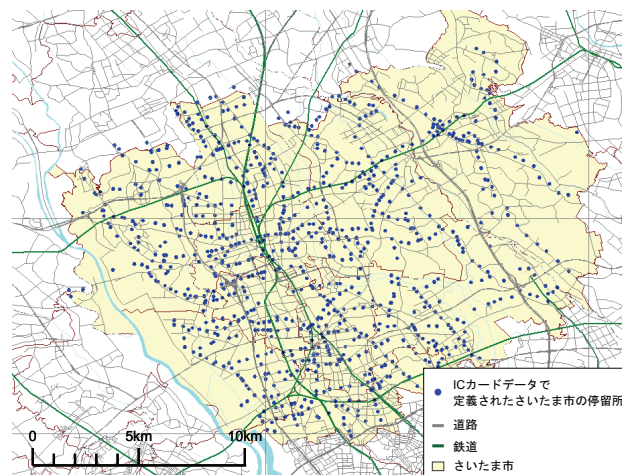 ICカードデータで
定義されたさいたま市の停留所
道路
鉄道
さいたま市
0 5km 10km